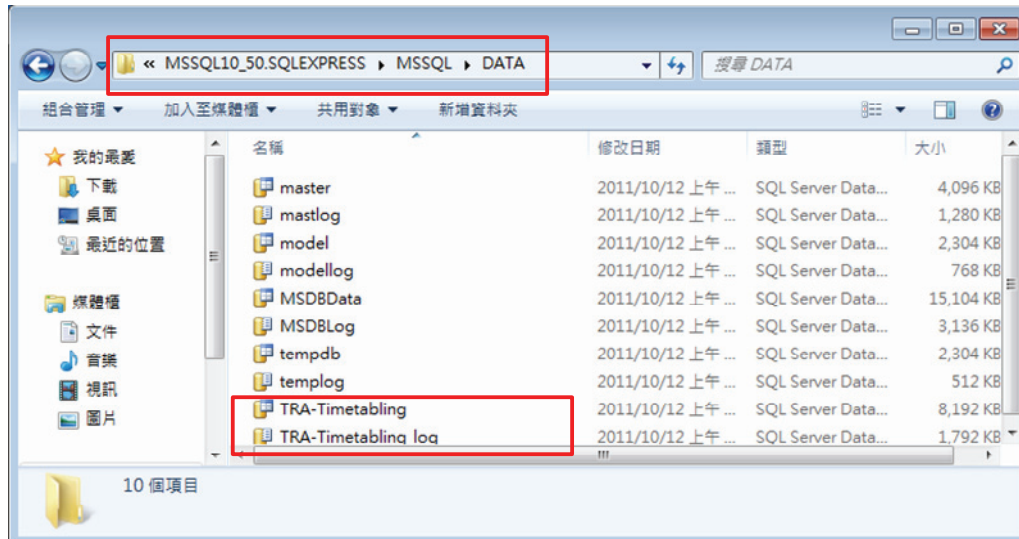 « MSSQL10_50.SQLEXPRESS ▸ MSSQL ▸ DATA 搜尋 DATA
組合管理 ▼ 加入至媒體櫃 ▼ 共用對象 ▼ 新增資料夾
名稱 修改日期 類型 大小
我的最愛
下載
桌面
最近的位置
媒體櫃
文件
音樂
視訊
圖片
master 2011/10/12 上午 ... SQL Server Data... 4,096 KB
mastlog 2011/10/12 上午 ... SQL Server Data... 1,280 KB
model 2011/10/12 上午 ... SQL Server Data... 2,304 KB
modellog 2011/10/12 上午 ... SQL Server Data... 768 KB
MSDBData 2011/10/12 上午 ... SQL Server Data... 15,104 KB
MSDBLog 2011/10/12 上午 ... SQL Server Data... 3,136 KB
tempdb 2011/10/12 上午 ... SQL Server Data... 2,304 KB
templog 2011/10/12 上午 ... SQL Server Data... 512 KB
TRA-Timetabling 2011/10/12 上午 ... SQL Server Data... 8,192 KB
TRA-Timetabling_log 2011/10/12 上午 ... SQL Server Data... 1,792 KB
10 個項目